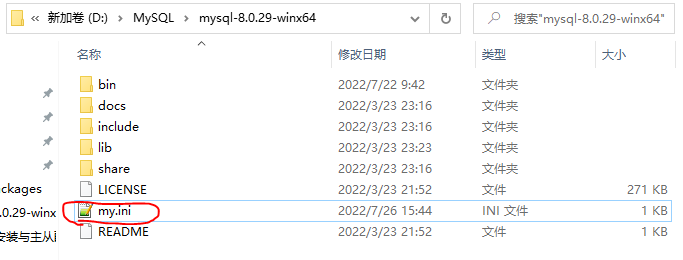 « 新加卷 (D:) › MySQL › mysql-8.0.29-winx64
搜索"mysql-8.0.29-winx64"
名称 修改日期 类型 大小
bin 2022/7/22 9:42 文件夹
docs 2022/3/23 23:16 文件夹
include 2022/3/23 23:16 文件夹
lib 2022/3/23 23:23 文件夹
share 2022/3/23 23:16 文件夹
ckages LICENSE 2022/3/23 21:52 文件 271 KB
.0.29-winx my.ini 2022/7/26 15:44 INI 文件 1 KB
安装与主从 README 2022/3/23 21:52 文件 1 KB